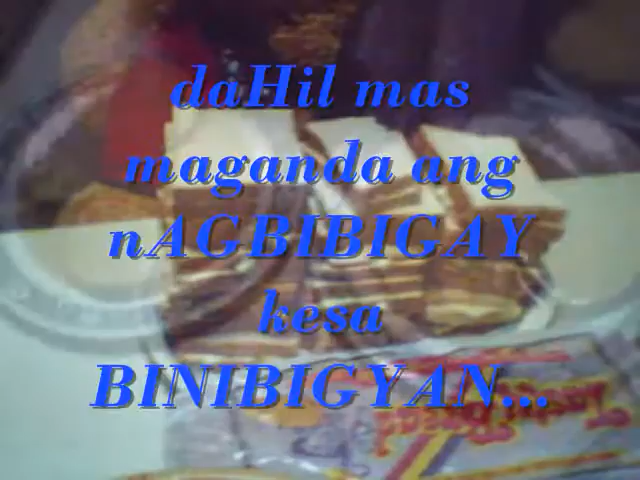 daHil mas
maganda ang
nAGBIBIGAY
kesa
BINIBIGYAN...